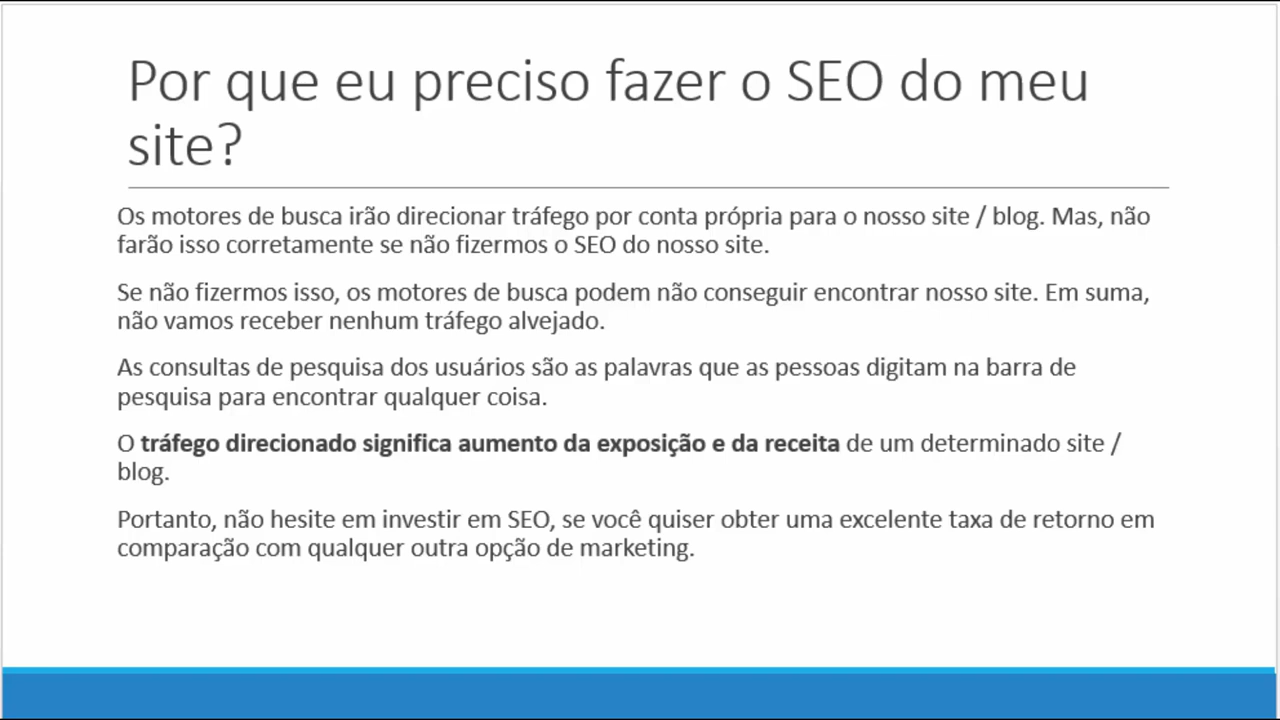 Por que eu preciso fazer o SEO do meu
site?
Os motores de busca irão direcionar tráfego por conta própria para o nosso site / blog. Mas, não
farão isso corretamente se não fizermos o SEO do nosso site.
Se não fizermos isso, os motores de busca podem não conseguir encontrar nosso site. Em suma,
não vamos receber nenhum tráfego alvejado.
As consultas de pesquisa dos usuários são as palavras que as pessoas digitam na barra de
pesquisa para encontrar qualquer coisa.
O tráfego direcionado significa aumento da exposição e da receita de um determinado site /
blog.
Portanto, não hesite em investir em SEO, se você quiser obter uma excelente taxa de retorno em
comparação com qualquer outra opção de marketing.